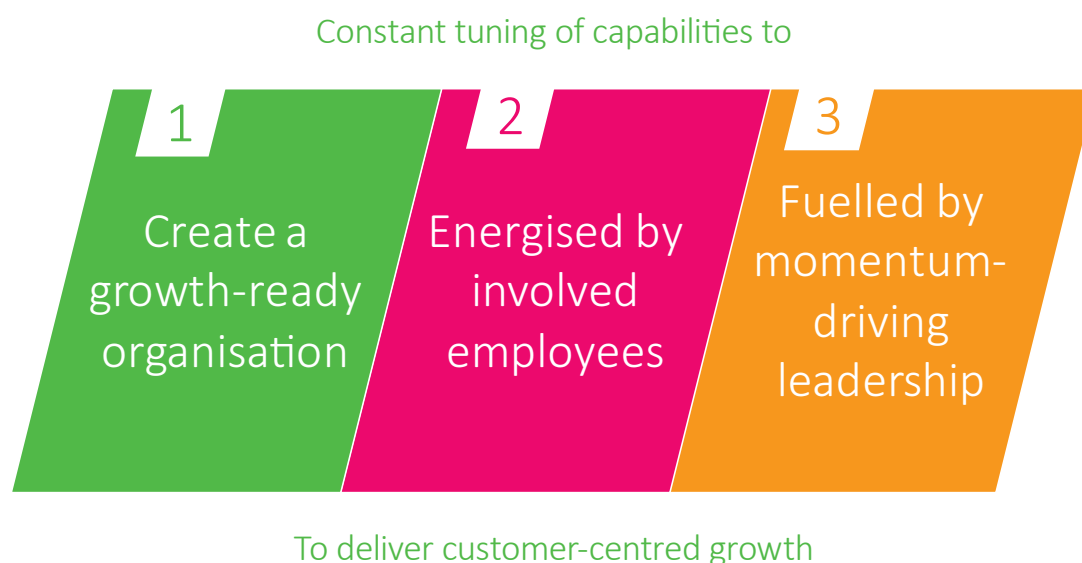 Constant tuning of capabilities to
1
Create a
growth-ready
organisation
2
Energised by
involved
employees
3
Fuelled by
momentum-
driving
leadership
To deliver customer-centred growth